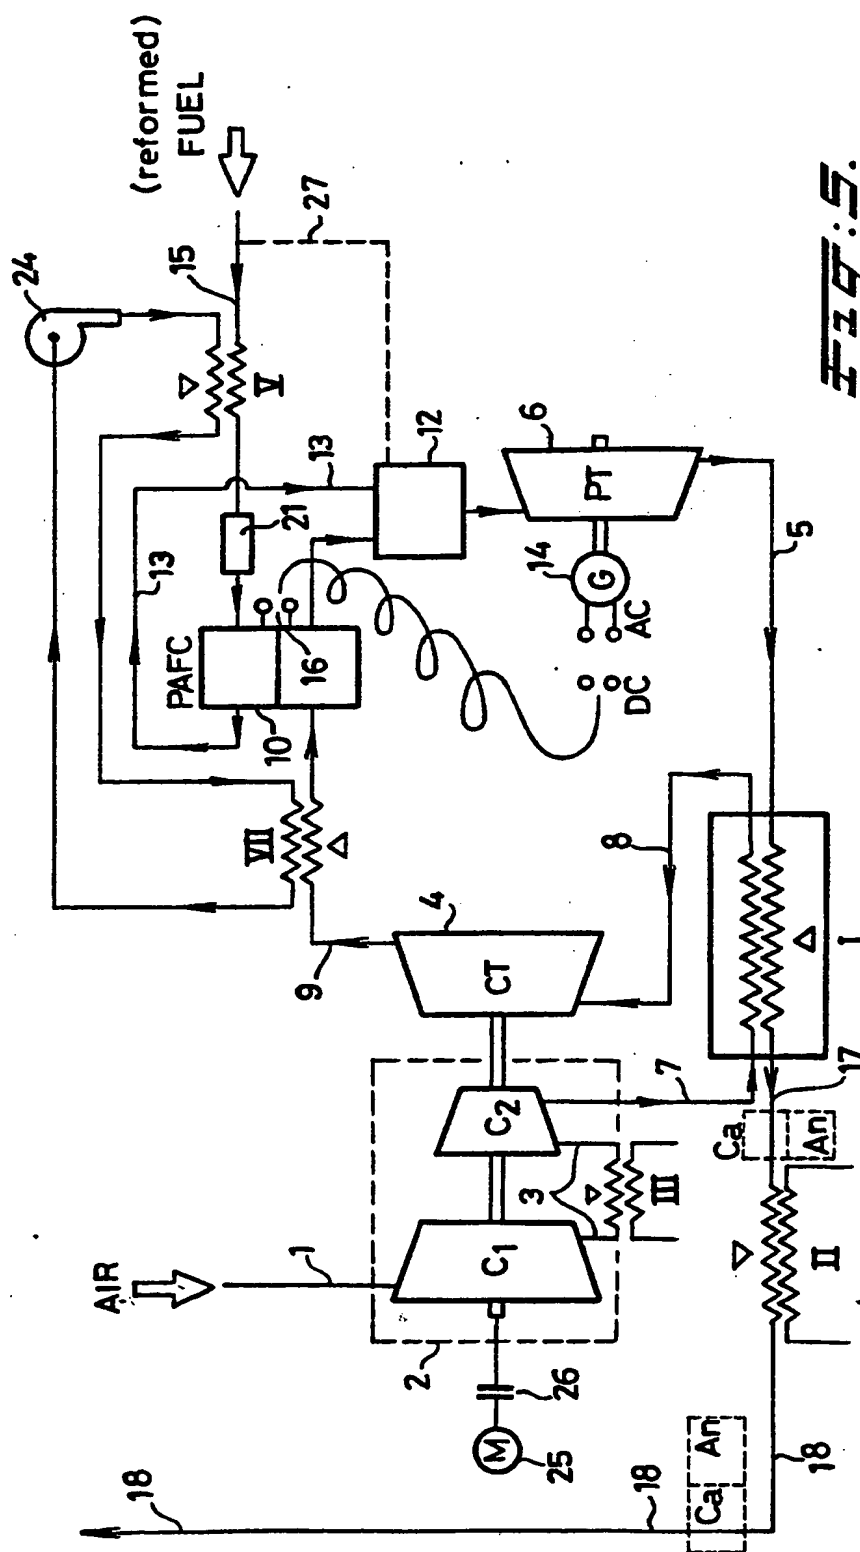 (reformed)
FUEL
24
15
27
V
13
13
21
12
PAFC
16
10
VII
6
PT
14
G
AC
DC
5
9
4
CT
8
I
AIR
1
2
C1
C2
3
III
7
17
M
25
26
Ca
An
II
18
18
18
Ca
An
FIG:5.